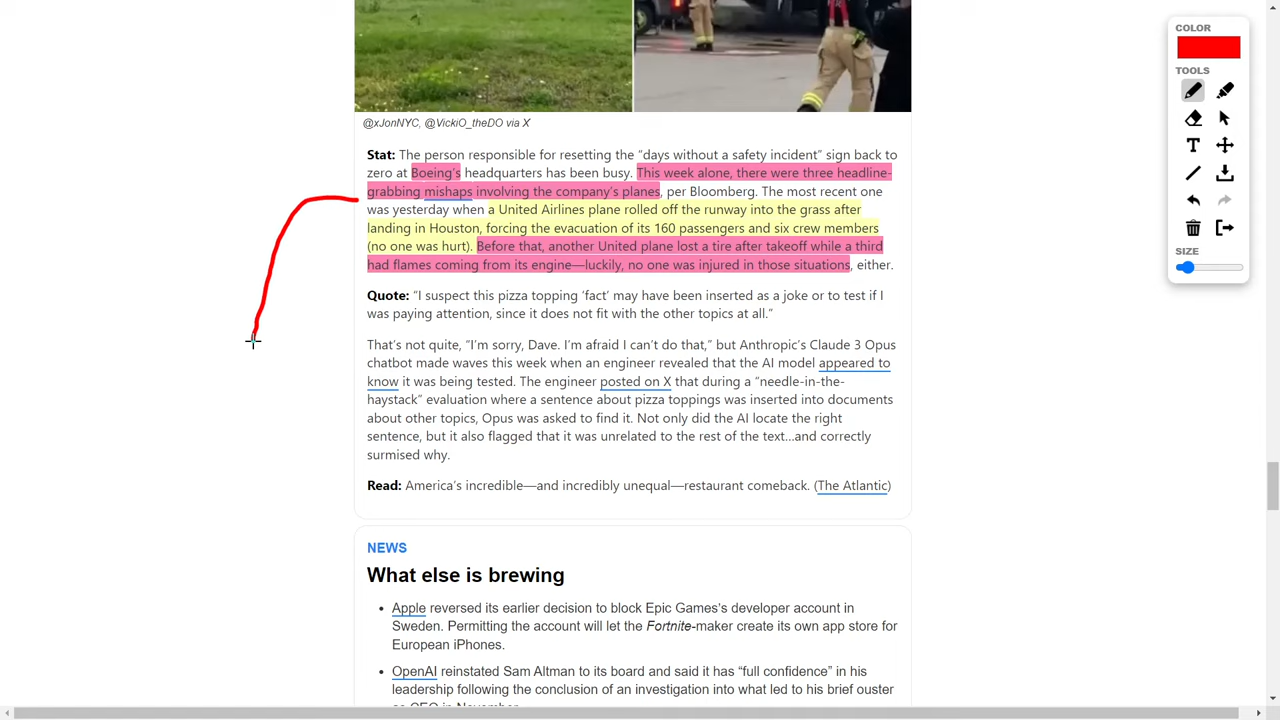 COLOR
TOOLS
SIZE
@xJonNYC, @VickiO_theDO via X
Stat: The person responsible for resetting the “days without a safety incident” sign back to
zero at Boeing’s headquarters has been busy. This week alone, there were three headline-
grabbing mishaps involving the company’s planes, per Bloomberg. The most recent one
was yesterday when a United Airlines plane rolled off the runway into the grass after
landing in Houston, forcing the evacuation of its 160 passengers and six crew members
(no one was hurt). Before that, another United plane lost a tire after takeoff while a third
had flames coming from its engine—luckily, no one was injured in those situations, either.
Quote: “I suspect this pizza topping ‘fact’ may have been inserted as a joke or to test if I
was paying attention, since it does not fit with the other topics at all.”
That’s not quite, “I’m sorry, Dave. I’m afraid I can’t do that,” but Anthropic’s Claude 3 Opus
chatbot made waves this week when an engineer revealed that the AI model appeared to
know it was being tested. The engineer posted on X that during a “needle-in-the-
haystack” evaluation where a sentence about pizza toppings was inserted into documents
about other topics, Opus was asked to find it. Not only did the AI locate the right
sentence, but it also flagged that it was unrelated to the rest of the text...and correctly
surmised why.
Read: America’s incredible—and incredibly unequal—restaurant comeback. (The Atlantic)
NEWS
What else is brewing
• Apple reversed its earlier decision to block Epic Games’s developer account in
Sweden. Permitting the account will let the Fortnite-maker create its own app store for
European iPhones.
• OpenAI reinstated Sam Altman to its board and said it has “full confidence” in his
leadership following the conclusion of an investigation into what led to his brief ouster
as CEO in November.